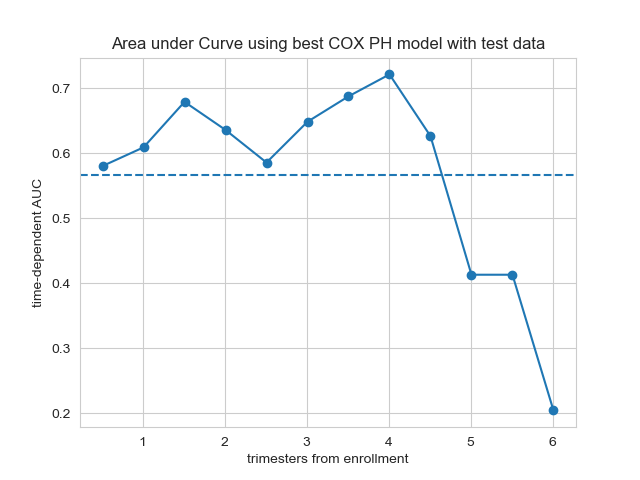 Area under Curve using best COX PH model with test data
time-dependent AUC
0.7
0.6
0.5
0.4
0.3
0.2
1 2 3 4 5 6
trimesters from enrollment